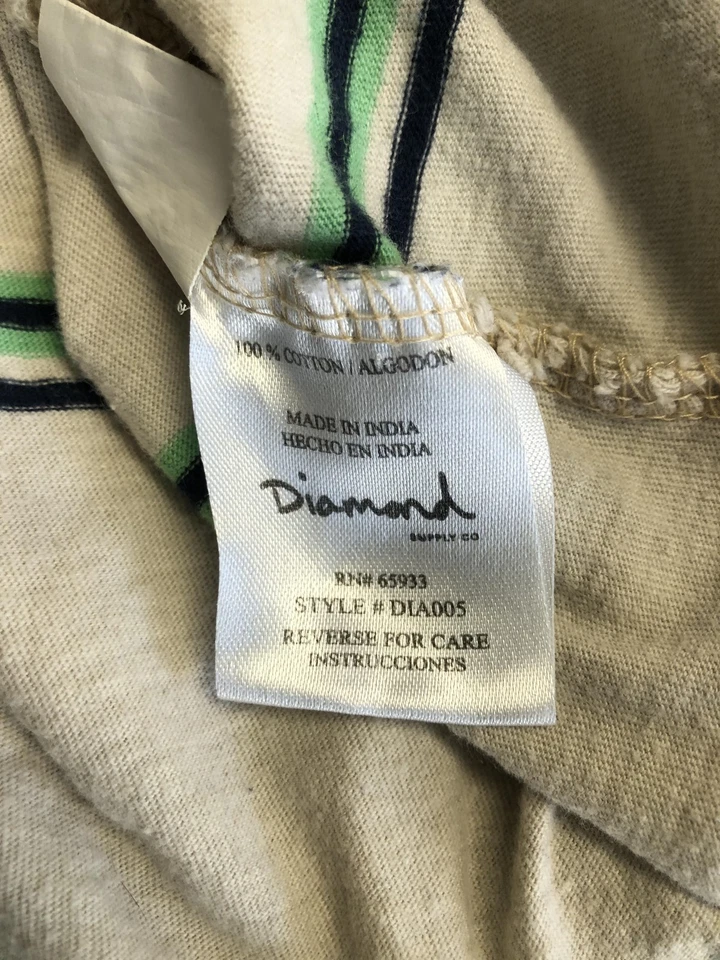 100 % COTTON / ALGODON
MADE IN INDIA
HECHO EN INDIA
Diamond
SUPPLY CO
RN# 65933
STYLE # DIA005
REVERSE FOR CARE
INSTRUCCIONES